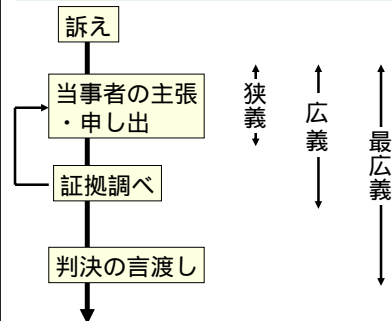 訴え
当事者の主張
・申し出
証拠調べ
判決の言渡し
狭義
広義
最広義